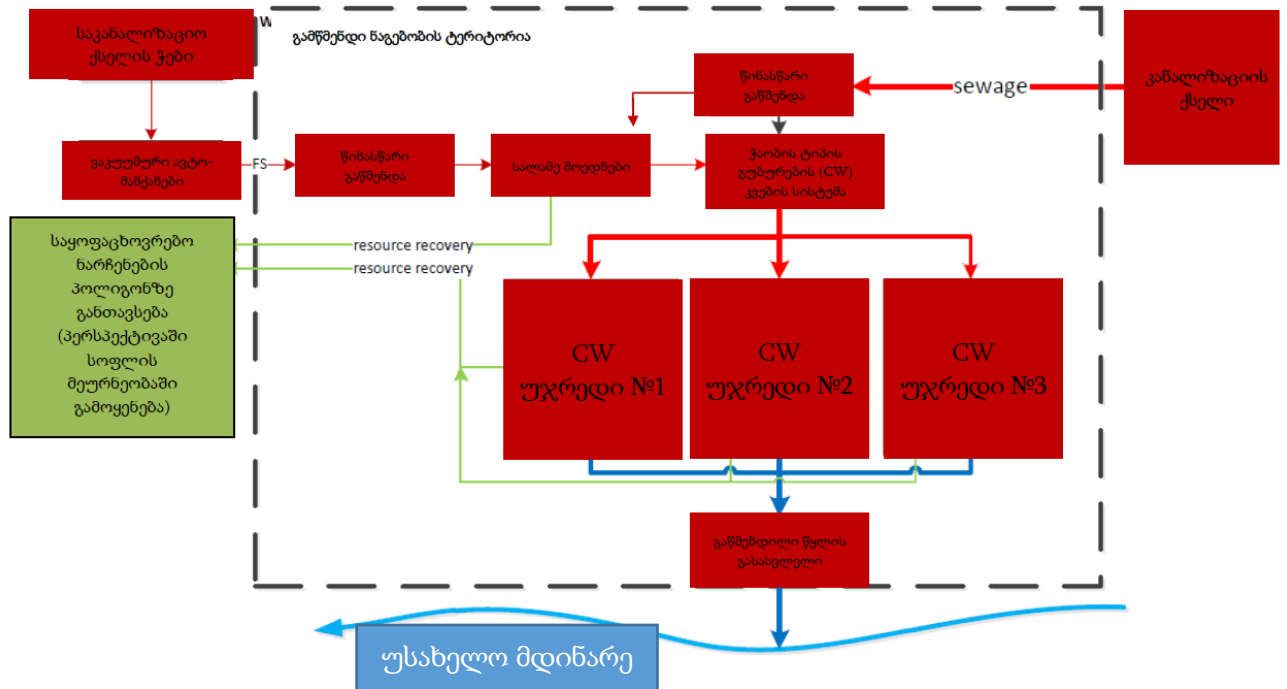 საკანალიზაციო
ქსელის ჭები
W
გამწმენდი ნაგებობის ტერიტორია
წინასწარი
გაწმენდა
sewage
კანალიზაციის
ქსელი
ვაკუუმური ავტო-
მანქანები
FS
წინასწარი
გაწმენდა
სალამე მოედნები
ჭაობის ტიპის
გუბურების (CW)
კვების სისტემა
საყოფაცხოვრებო
ნარჩენების
პოლიგონზე
განთავსება
(პერსპექტივაში
სოფლის
მეურნეობაში
გამოყენება)
resource recovery
resource recovery
CW
უჯრედი №1
CW
უჯრედი №2
CW
უჯრედი №3
გაწმენდილი წყლის
გასასვლელი
უსახელო მდინარე